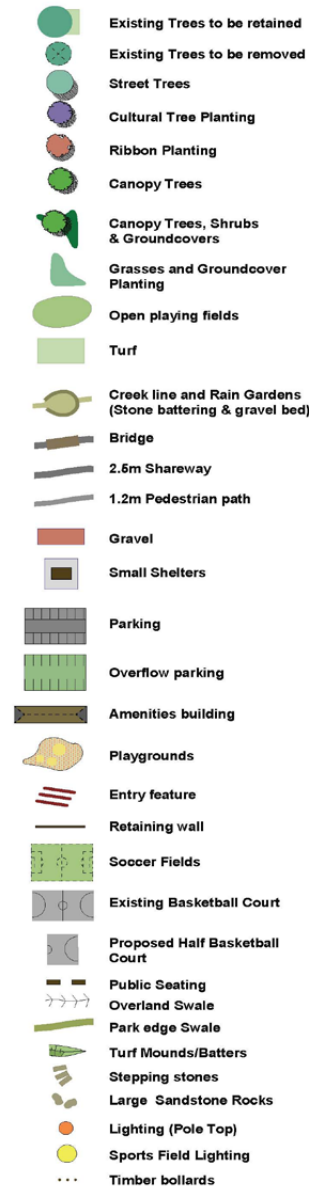 Existing Trees to be retained
Existing Trees to be removed
Street Trees
Cultural Tree Planting
Ribbon Planting
Canopy Trees
Canopy Trees, Shrubs
& Groundcovers
Grasses and Groundcover
Planting
Open playing fields
Turf
Creek line and Rain Gardens
(Stone battering & gravel bed)
Bridge
2.5m Shareway
1.2m Pedestrian path
Gravel
Small Shelters
Parking
Overflow parking
Amenities building
Playgrounds
Entry feature
Retaining wall
Soccer Fields
Existing Basketball Court
Proposed Half Basketball
Court
Public Seating
Overland Swale
Park edge Swale
Turf Mounds/Batters
Stepping stones
Large Sandstone Rocks
Lighting (Pole Top)
Sports Field Lighting
Timber bollards